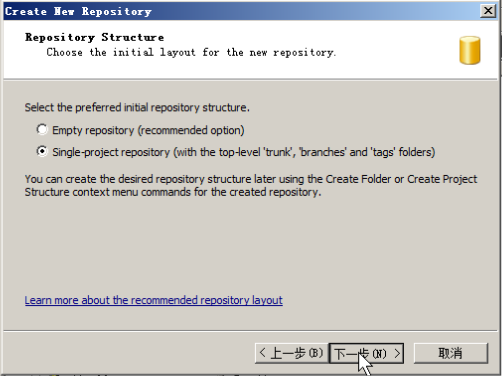 Create New Repository
Repository Structure
Choose the initial layout for the new repository.
Select the preferred initial repository structure.
Empty repository (recommended option)
Single-project repository (with the top-level 'trunk', 'branches' and 'tags' folders)
You can create the desired repository structure later using the Create Folder or Create Project
Structure context menu commands for the created repository.
Learn more about the recommended repository layout
< 上一步(B) 下一步(N) > 取消